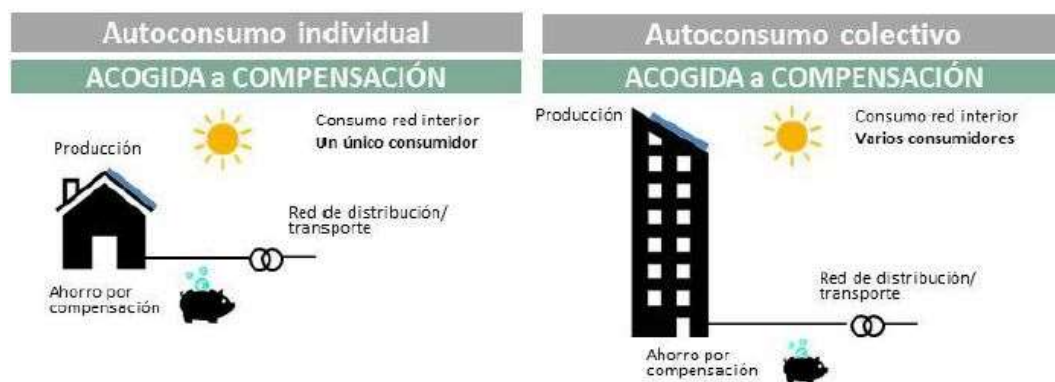 Autoconsumo individual
ACOGIDA a COMPENSACIÓN
Consumo red interior
Un único consumidor
Producción
Red de distribución/
transporte
Ahorro por
compensación
Autoconsumo colectivo
ACOGIDA a COMPENSACIÓN
Producción
Consumo red interior
Varios consumidores
Red de distribución/
transporte
Ahorro por
compensación